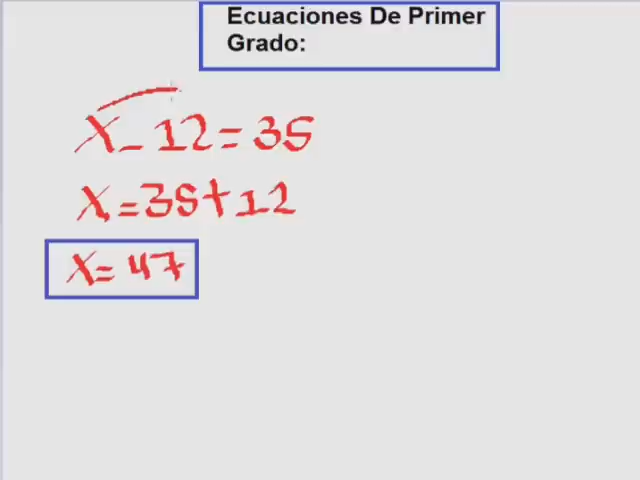 Ecuaciones De Primer
Grado:
X-12=35
X=35+12
X=47